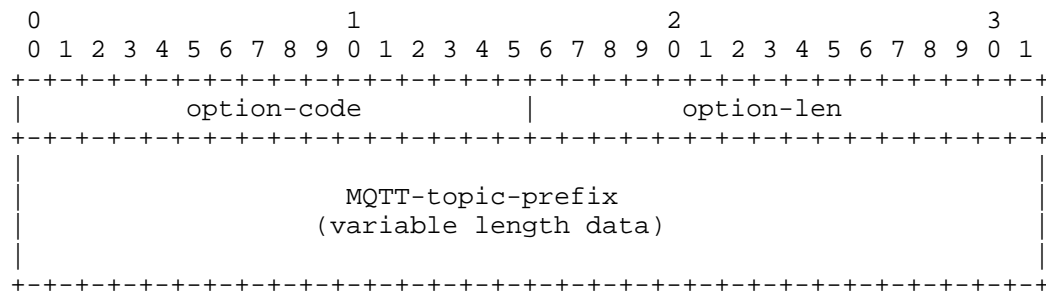 0                   1                   2                   3
 0 1 2 3 4 5 6 7 8 9 0 1 2 3 4 5 6 7 8 9 0 1 2 3 4 5 6 7 8 9 0 1
+-+-+-+-+-+-+-+-+-+-+-+-+-+-+-+-+-+-+-+-+-+-+-+-+-+-+-+-+-+-+-+-+
|          option-code          |         option-len            |
+-+-+-+-+-+-+-+-+-+-+-+-+-+-+-+-+-+-+-+-+-+-+-+-+-+-+-+-+-+-+-+-+
|                                                               |
|                    MQTT-topic-prefix                          |
|                  (variable length data)                       |
|                                                               |
+-+-+-+-+-+-+-+-+-+-+-+-+-+-+-+-+-+-+-+-+-+-+-+-+-+-+-+-+-+-+-+-+